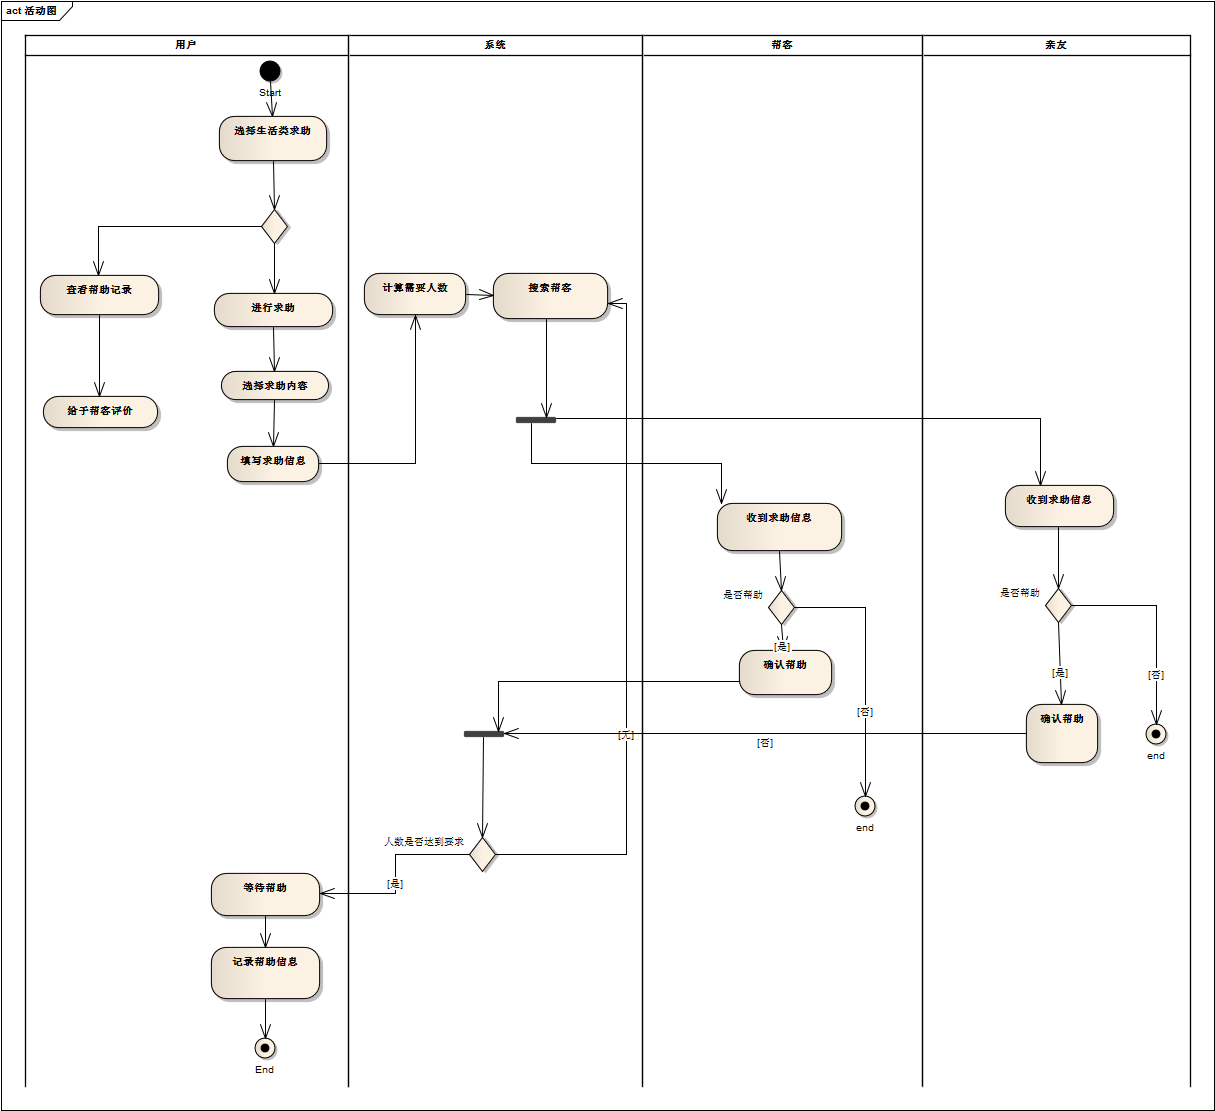 act 活动图
用户
系统
帮客
亲友
Start
选择生活类求助
查看帮助记录
进行求助
计算需要人数
搜索帮客
选择求助内容
给予帮客评价
填写求助信息
收到求助信息
收到求助信息
是否帮助
是否帮助
[是]
确认帮助
[是]
[否]
[否]
确认帮助
[无]
[否]
end
end
人数是否达到要求
[是]
等待帮助
记录帮助信息
End